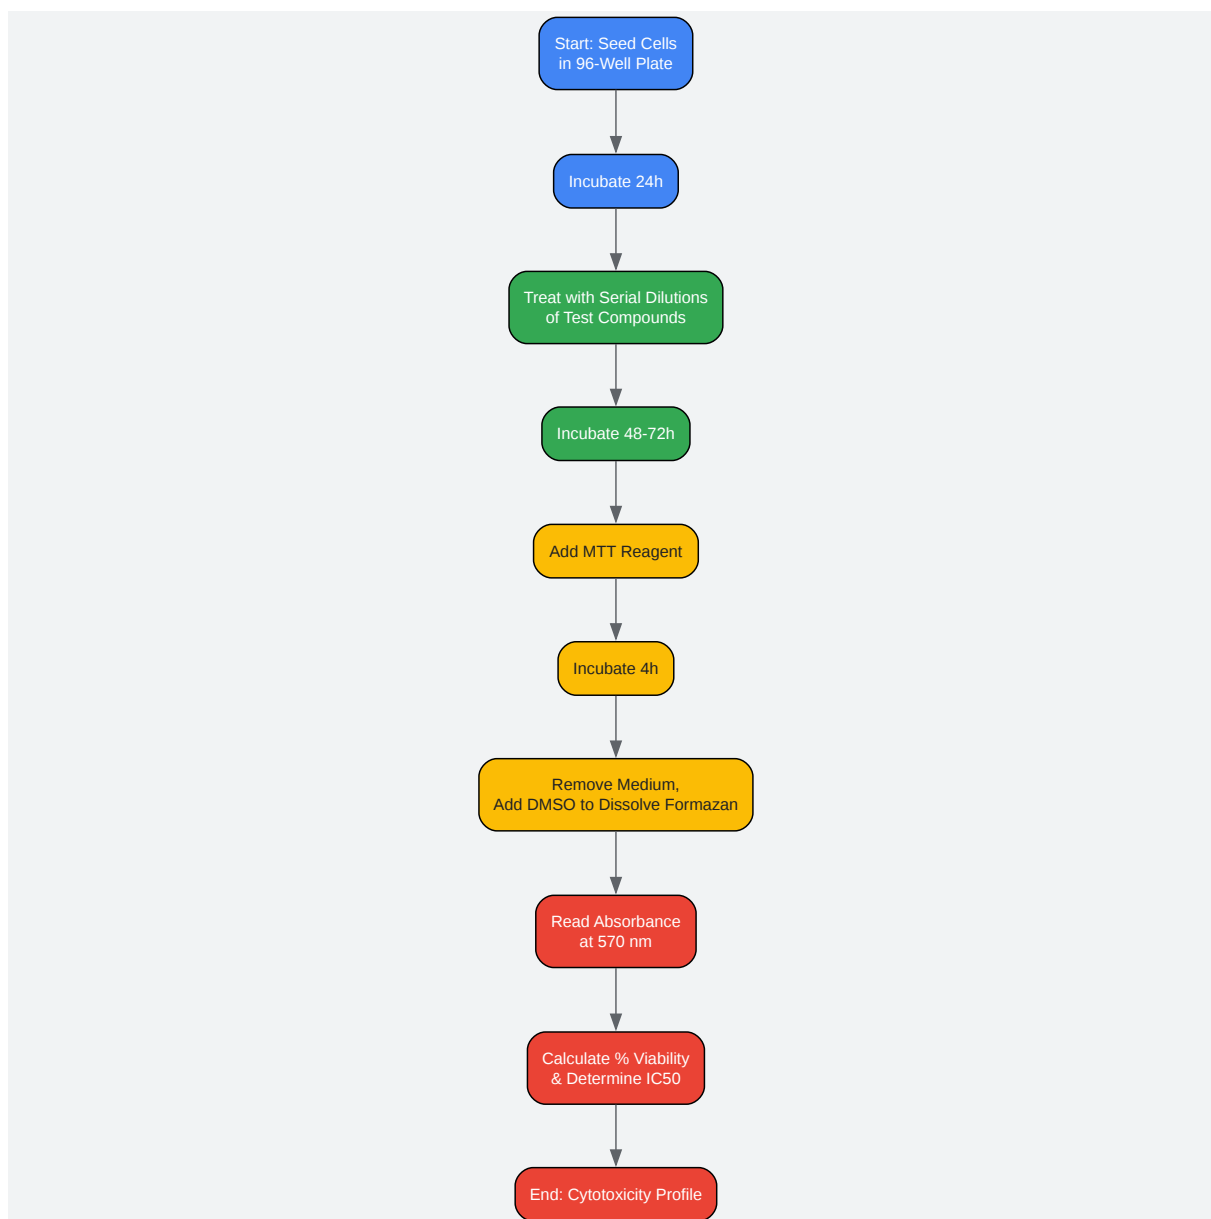 Start: Seed Cells
in 96-Well Plate
Incubate 24h
Treat with Serial Dilutions
of Test Compounds
Incubate 48-72h
Add MTT Reagent
Incubate 4h
Remove Medium,
Add DMSO to Dissolve Formazan
Read Absorbance
at 570 nm
Calculate % Viability
& Determine IC50
End: Cytotoxicity Profile